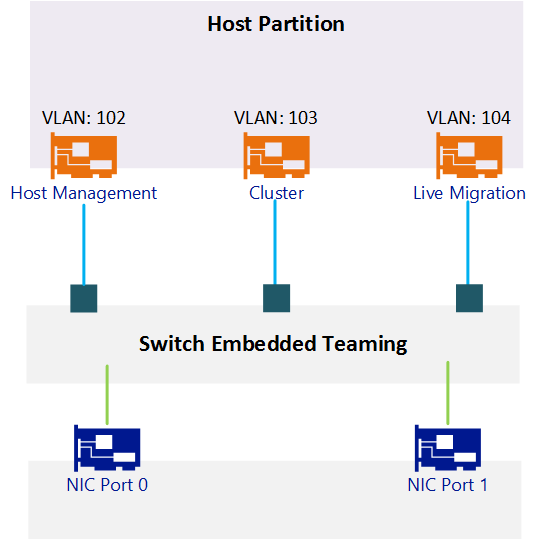 Host Partition
VLAN: 102
VLAN: 103
VLAN: 104
Host Management
Cluster
Live Migration
Switch Embedded Teaming
NIC Port 0
NIC Port 1